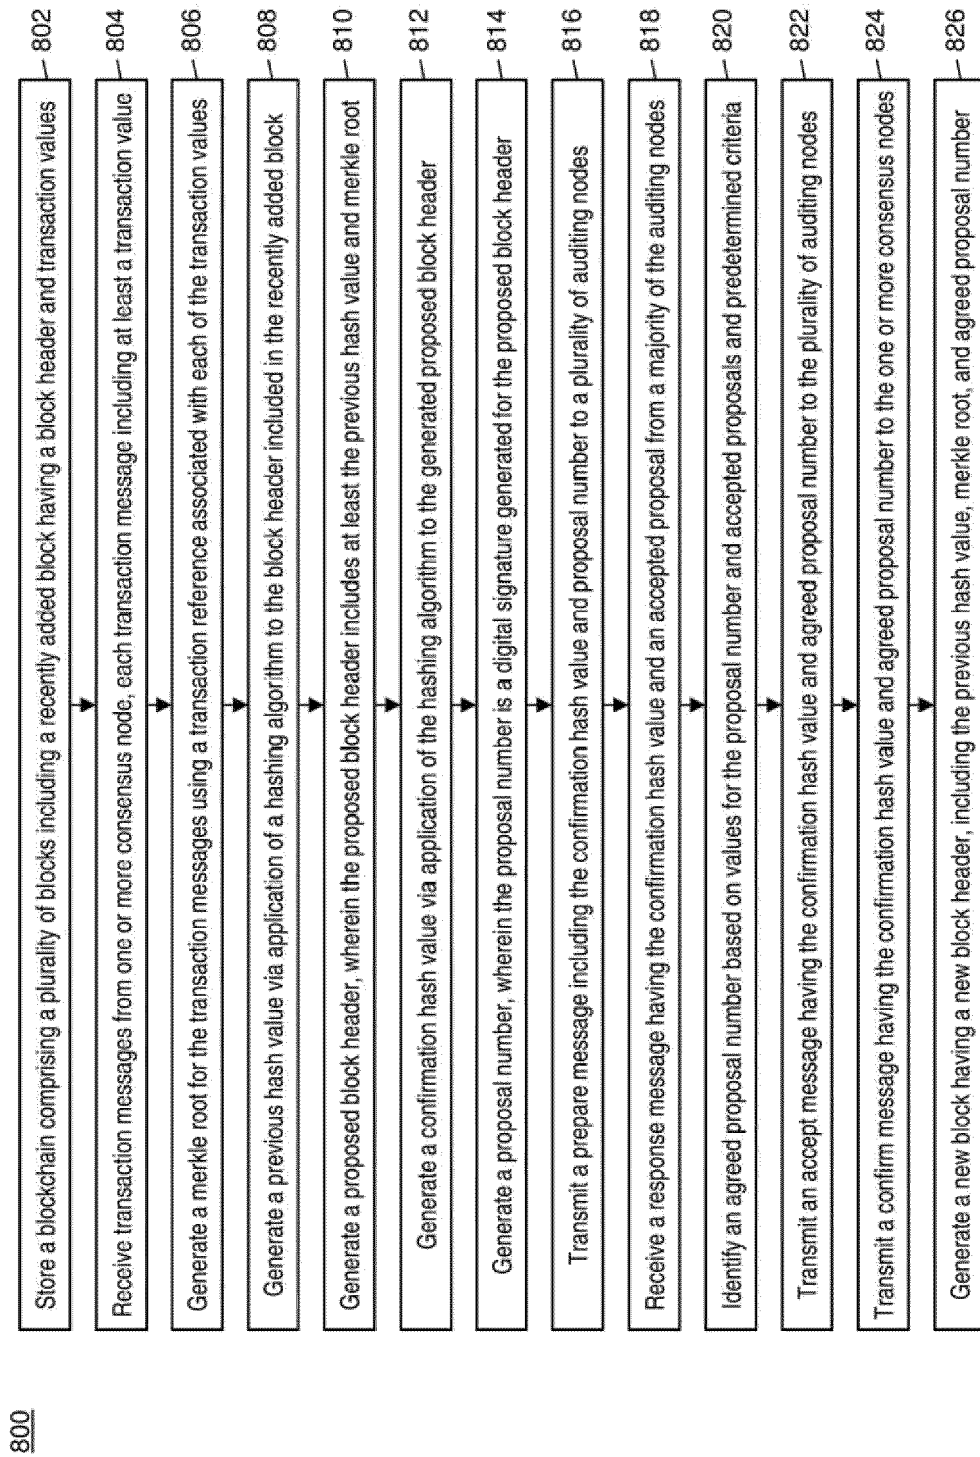 800
Store a blockchain comprising a plurality of blocks including a recently added block having a block header and transaction values
802
Receive transaction messages from one or more consensus node, each transaction message including at least a transaction value
804
Generate a merkle root for the transaction messages using a transaction reference associated with each of the transaction values
806
Generate a previous hash value via application of a hashing algorithm to the block header included in the recently added block
808
Generate a proposed block header, wherein the proposed block header includes at least the previous hash value and merkle root
810
Generate a confirmation hash value via application of the hashing algorithm to the generated proposed block header
812
Generate a proposal number, wherein the proposal number is a digital signature generated for the proposed block header
814
Transmit a prepare message including the confirmation hash value and proposal number to a plurality of auditing nodes
816
Receive a response message having the confirmation hash value and an accepted proposal from a majority of the auditing nodes
818
Identify an agreed proposal number based on values for the proposal number and accepted proposals and predetermined criteria
820
Transmit an accept message having the confirmation hash value and agreed proposal number to the plurality of auditing nodes
822
Transmit a confirm message having the confirmation hash value and agreed proposal number to the one or more consensus nodes
824
Generate a new block having a new block header, including the previous hash value, merkle root, and agreed proposal number
826